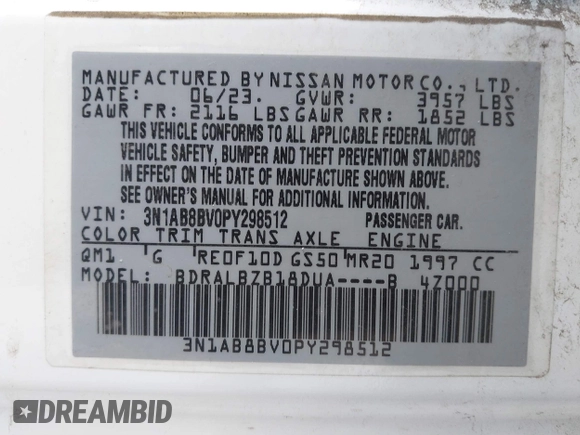 MANUFACTURED BY NISSAN MOTOR CO., LTD.
DATE: 06/23. GVWR: 3957 LBS
GAWR FR: 2116 LBS GAWR RR: 1852 LBS
THIS VEHICLE CONFORMS TO ALL APPLICABLE FEDERAL MOTOR
VEHICLE SAFETY, BUMPER AND THEFT PREVENTION STANDARDS
IN EFFECT ON THE DATE OF MANUFACTURE SHOWN ABOVE.
SEE OWNER'S MANUAL FOR ADDITIONAL INFORMATION.
VIN: 3N1AB8BV0PY298512 PASSENGER CAR.
COLOR TRIM TRANS AXLE ENGINE
QM1 G RE0F10D GS50 MR20 1997 CC
MODEL: BDRALBZB18DUA----B 4Z000
3N1AB8BV0PY298512
DREAMBID